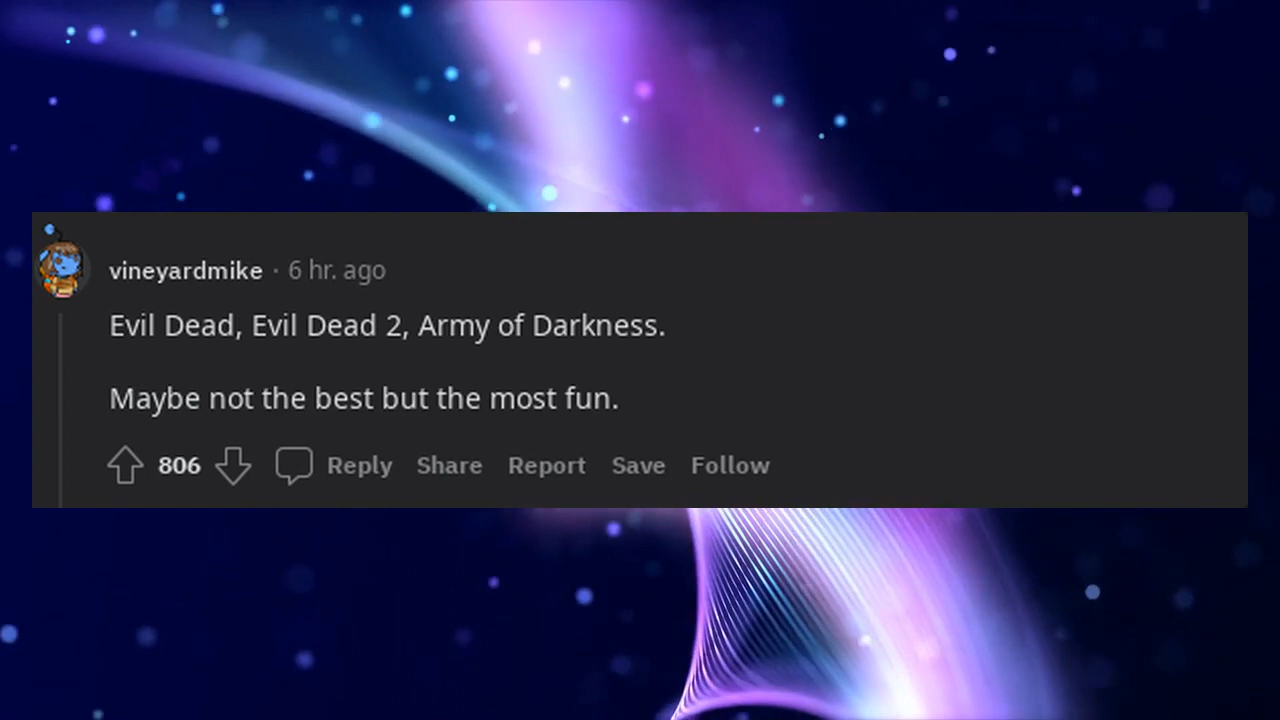 vineyardmike · 6 hr. ago
Evil Dead, Evil Dead 2, Army of Darkness.
Maybe not the best but the most fun.
806 Reply Share Report Save Follow